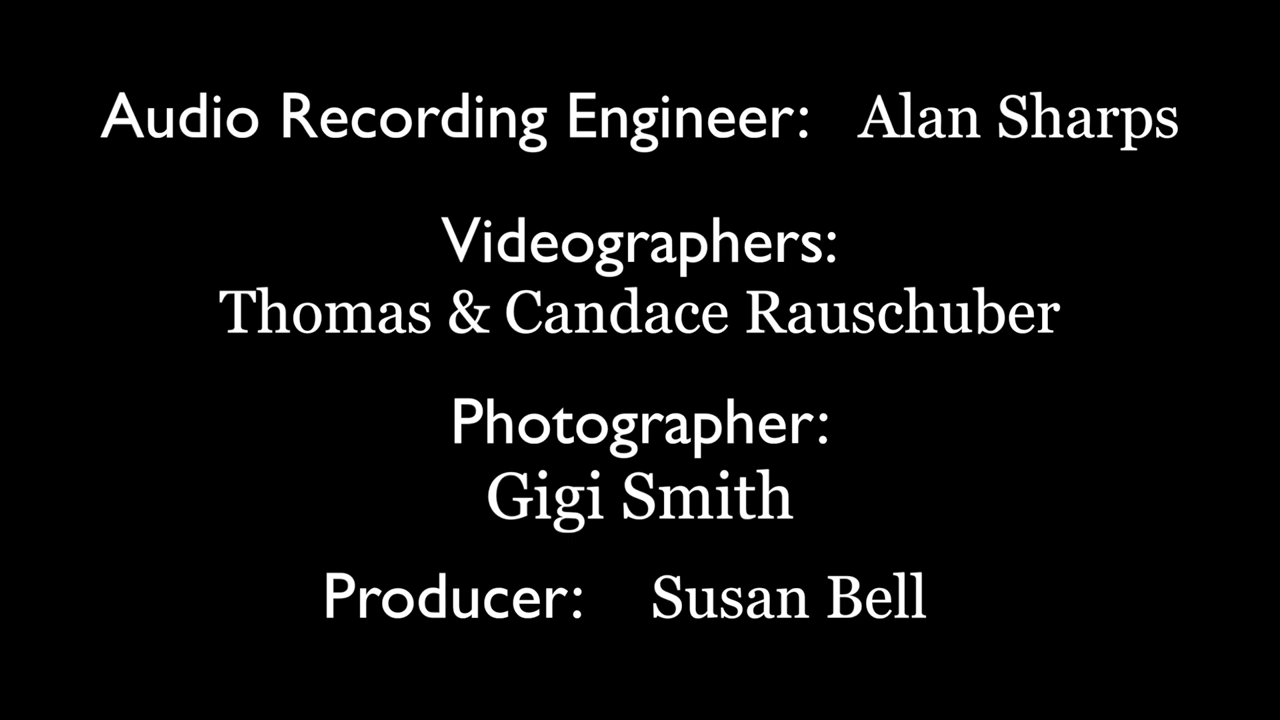 Audio Recording Engineer: Alan Sharps
Videographers:
Thomas & Candace Rauschuber
Photographer:
Gigi Smith
Producer: Susan Bell